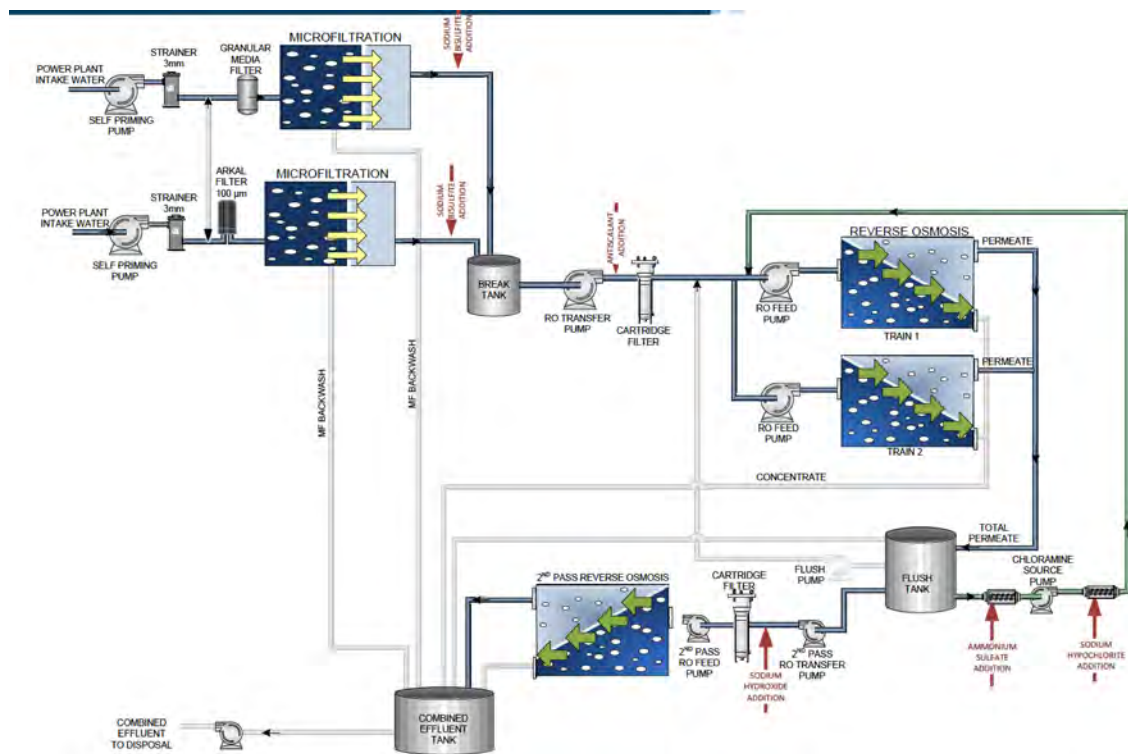 MICROFILTRATION
GRANULAR
MEDIA
FILTER
STRAINER
3mm
POWER PLANT
INTAKE WATER
SELF PRIMING
PUMP
SODIUM
BISULFITE
ADDITION
MICROFILTRATION
ARKAL
FILTER
100 µm
STRAINER
3mm
POWER PLANT
INTAKE WATER
SELF PRIMING
PUMP
SODIUM
BISULFITE
ADDITION
BREAK
TANK
RO TRANSFER
PUMP
ANTISCALANT
ADDITION
CARTRIDGE
FILTER
REVERSE OSMOSIS
PERMEATE
RO FEED
PUMP
TRAIN 1
PERMEATE
RO FEED
PUMP
TRAIN 2
MF BACKWASH
MF BACKWASH
CONCENTRATE
TOTAL
PERMEATE
FLUSH
PUMP
FLUSH
TANK
CHLORAMINE
SOURCE
PUMP
2ND PASS REVERSE OSMOSIS
CARTRIDGE
FILTER
2ND PASS
RO FEED
PUMP
SODIUM
HYDROXIDE
ADDITION
2ND PASS
RO TRANSFER
PUMP
AMMONIUM
SULFATE
ADDITION
SODIUM
HYPOCHLORITE
ADDITION
COMBINED
EFFLUENT
TANK
COMBINED
EFFLUENT
TO DISPOSAL